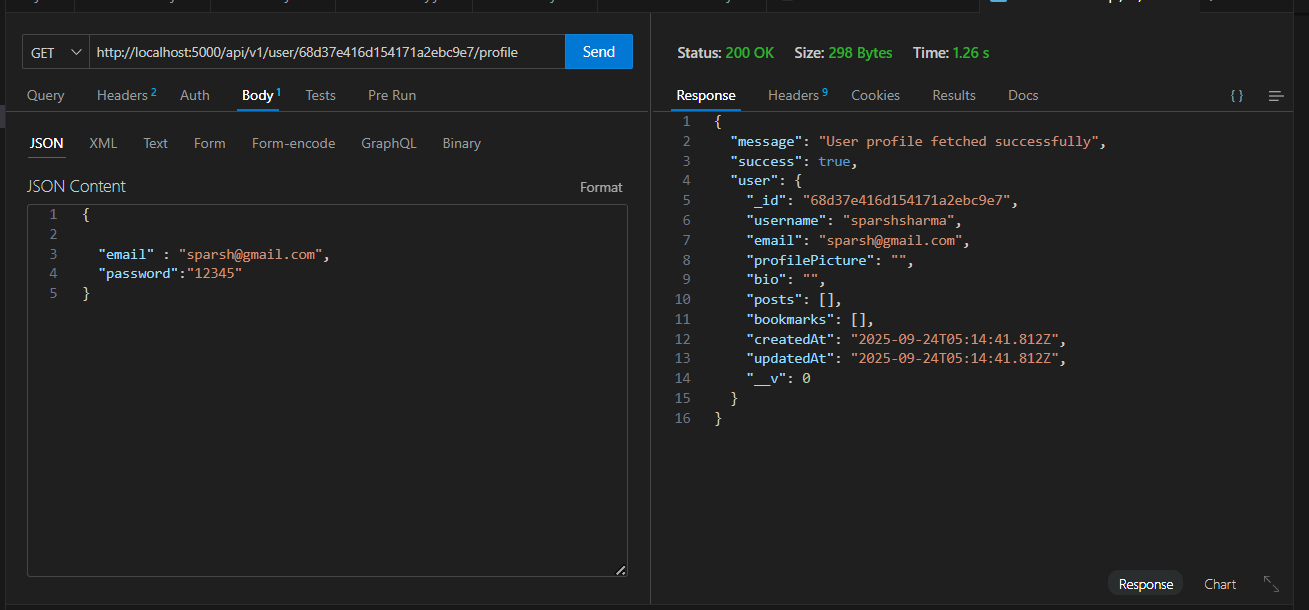 GET http://localhost:5000/api/v1/user/68d37e416d154171a2ebc9e7/profile Send
Query Headers 2 Auth Body 1 Tests Pre Run
JSON XML Text Form Form-encode GraphQL Binary
JSON Content Format
1 {
2
3 "email" : "sparsh@gmail.com",
4 "password":"12345"
5 }
Status: 200 OK Size: 298 Bytes Time: 1.26 s
Response Headers 9 Cookies Results Docs { }
1 {
2 "message": "User profile fetched successfully",
3 "success": true,
4 "user": {
5 "_id": "68d37e416d154171a2ebc9e7",
6 "username": "sparshsharma",
7 "email": "sparsh@gmail.com",
8 "profilePicture": "",
9 "bio": "",
10 "posts": [],
11 "bookmarks": [],
12 "createdAt": "2025-09-24T05:14:41.812Z",
13 "updatedAt": "2025-09-24T05:14:41.812Z",
14 "__v": 0
15 }
16 }
Response Chart